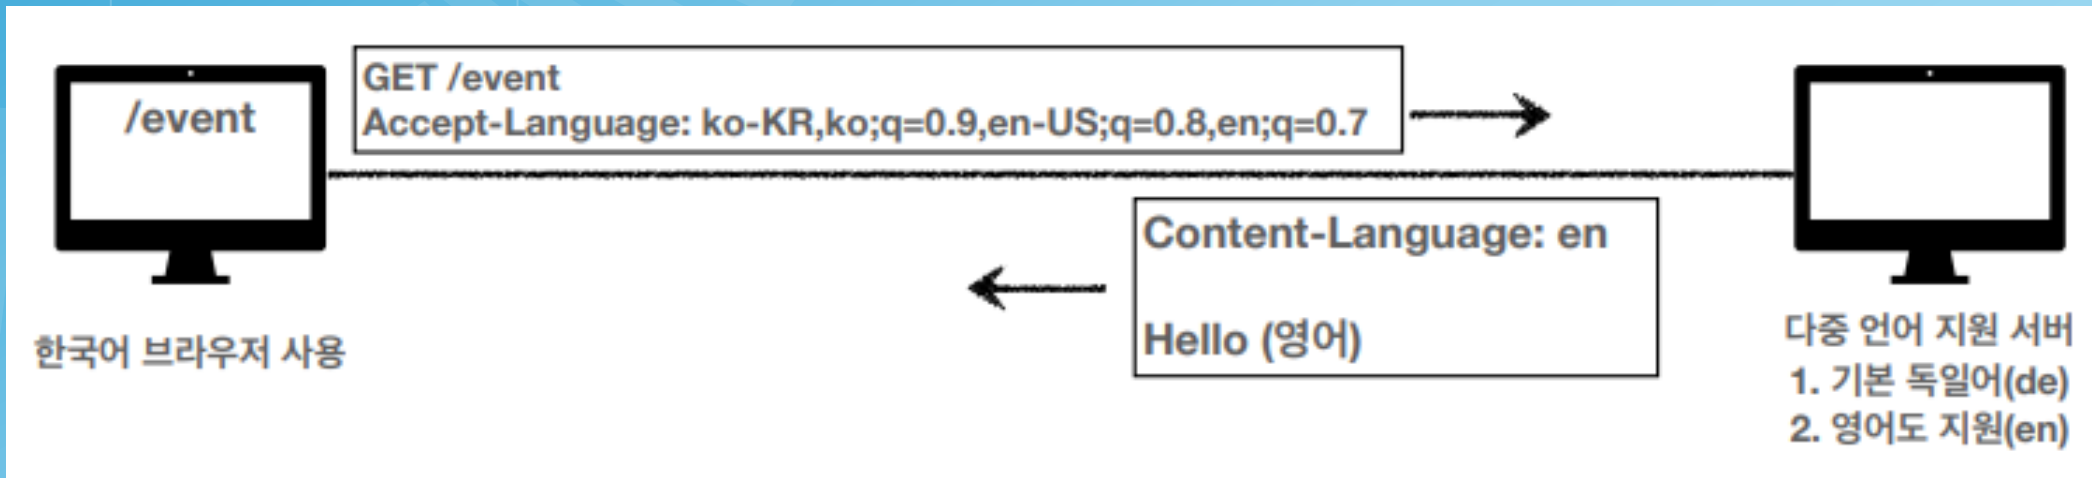 /event
GET /event
Accept-Language: ko-KR,ko;q=0.9,en-US;q=0.8,en;q=0.7
Content-Language: en
Hello (영어)
한국어 브라우저 사용
다중 언어 지원 서버
1. 기본 독일어(de)
2. 영어도 지원(en)